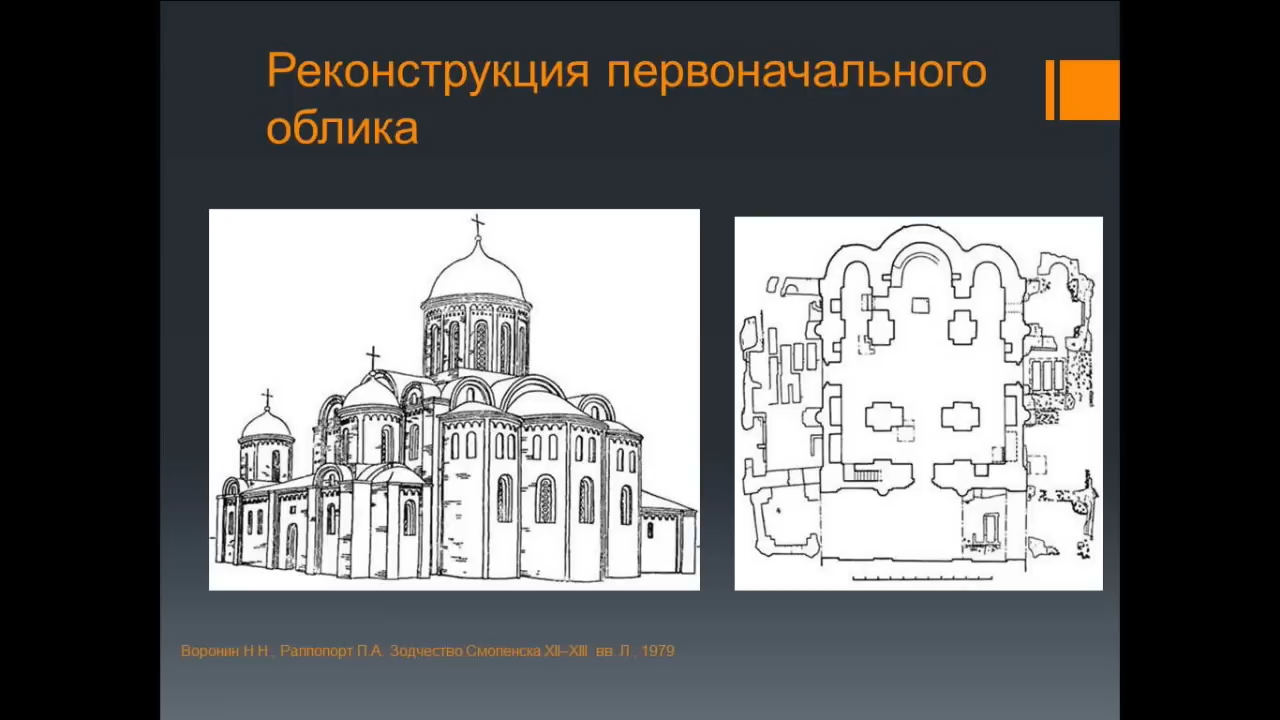 Реконструкция первоначального
облика
Воронин Н.Н., Раппопорт П.А. Зодчество Смоленска XII–XIII вв. Л., 1979